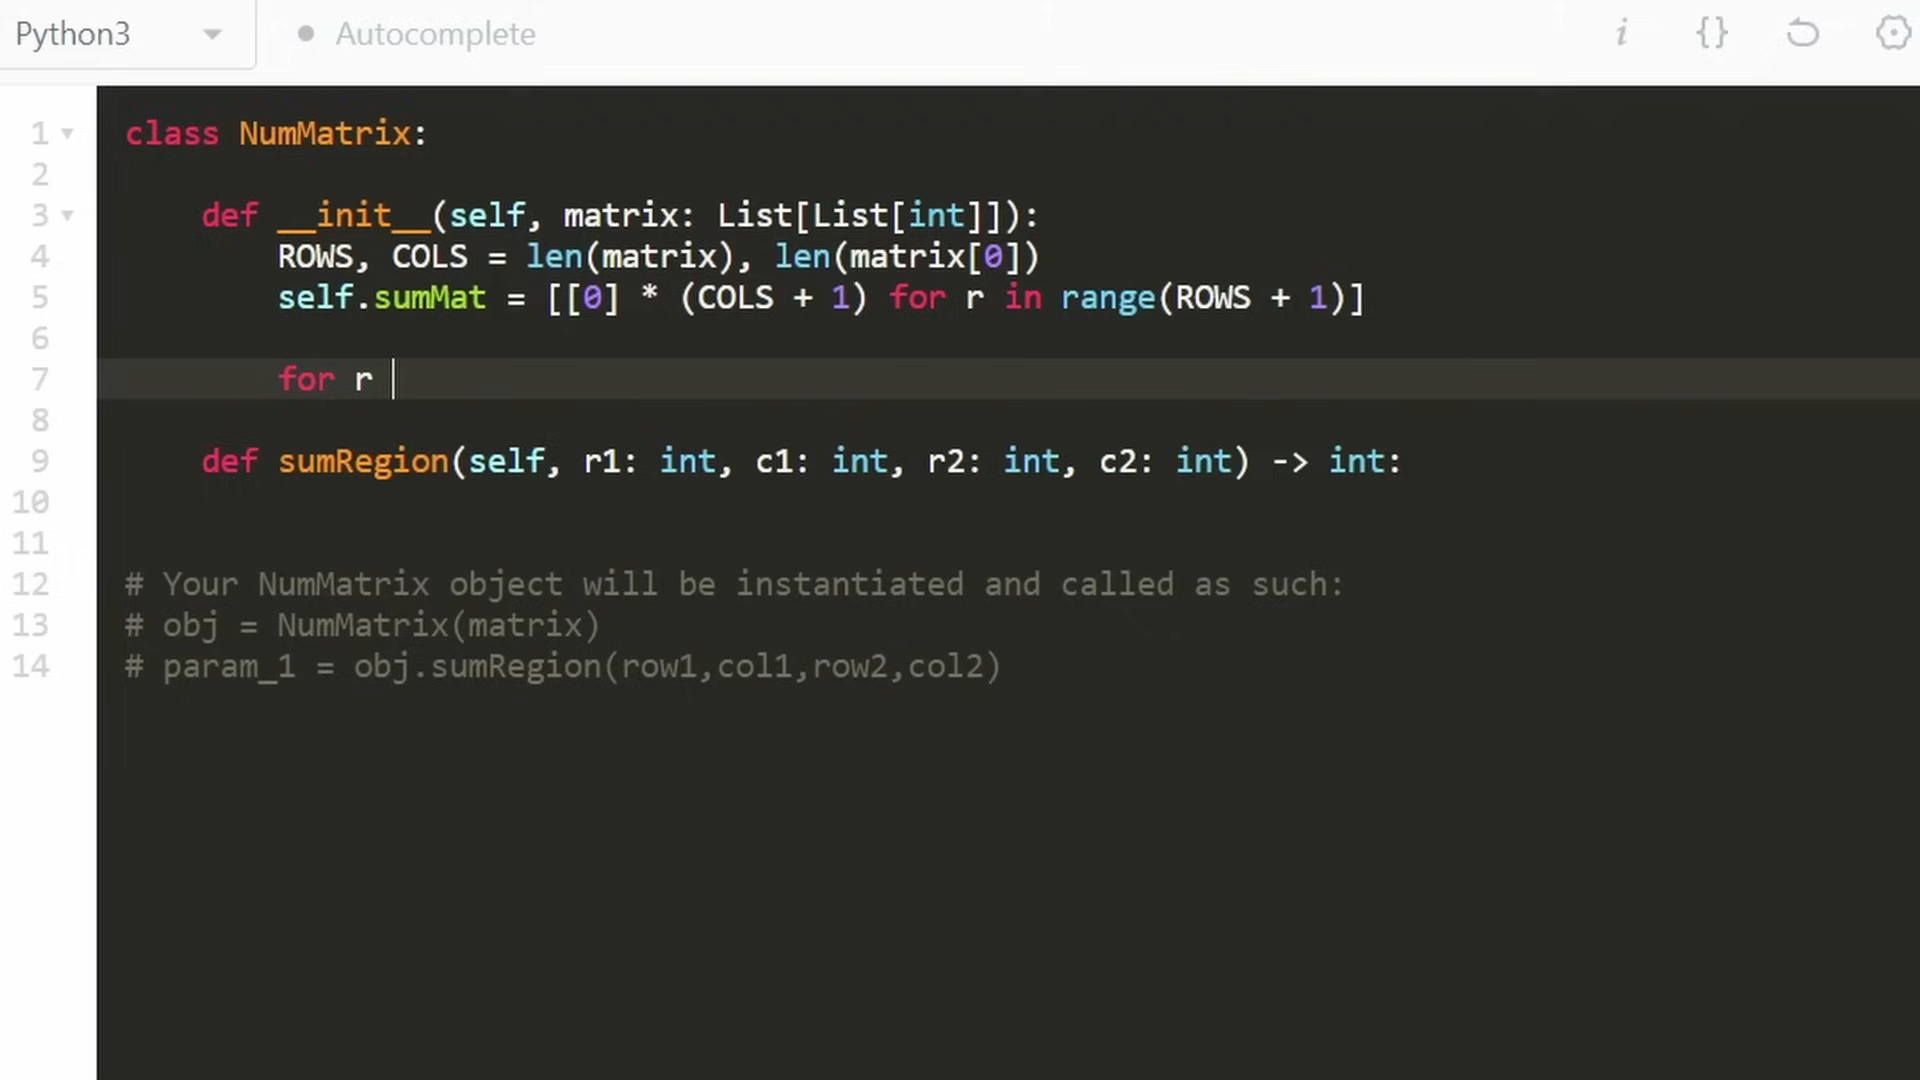 Python3 Autocomplete i {}
1 class NumMatrix:
2
3 def __init__(self, matrix: List[List[int]]):
4 ROWS, COLS = len(matrix), len(matrix[0])
5 self.sumMat = [[0] * (COLS + 1) for r in range(ROWS + 1)]
6
7 for r
8
9 def sumRegion(self, r1: int, c1: int, r2: int, c2: int) -> int:
10
11
12 # Your NumMatrix object will be instantiated and called as such:
13 # obj = NumMatrix(matrix)
14 # param_1 = obj.sumRegion(row1,col1,row2,col2)